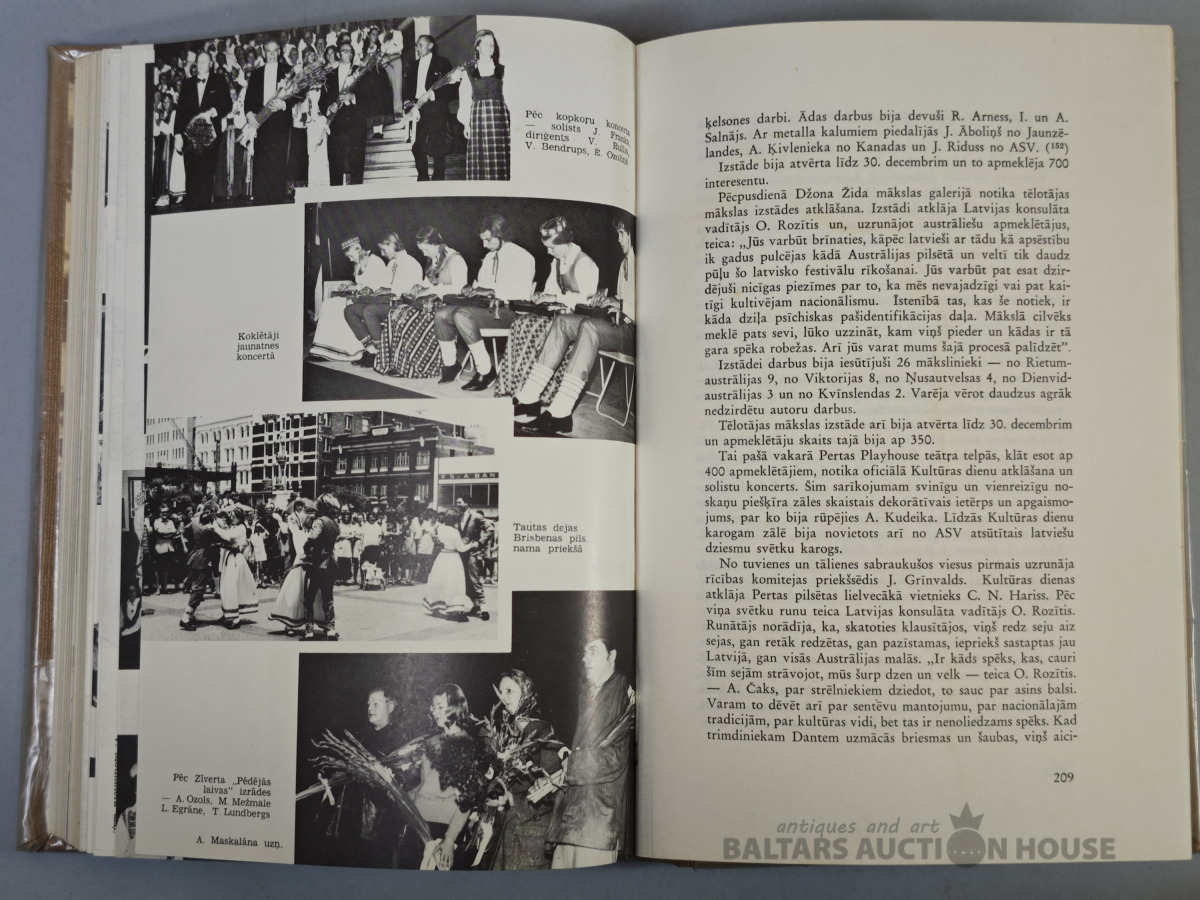 Pēc kopkoŗu koncerta
— solists J.
diriģents V.
V. Bendrups, E.
Koklētāji
jaunatnes
koncertā
Tautas dejas
Brisbenas pils.
nama priekšā
Pēc Zīverta „Pēdējās
laivas” izrādes
— A. Ozols, M. Mežmale
L. Egrāne, T. Lundbergs
A. Maskalāna uzņ.
ķelsones darbi. Ādas darbus bija devuši R. Arness, I. un A.
Salnājs. Ar metalla kalumiem piedalījās J. Āboliņš no Jaunzē-
landes, A. Ķivlenieka no Kanadas un J. Riduss no ASV. (152)
Izstāde bija atvērta līdz 30. decembrim un to apmeklēja 700
interesentu.
Pēcpusdienā Džona Žida mākslas galerijā notika tēlotājas
mākslas izstādes atklāšana. Izstādi atklāja Latvijas konsulāta
vadītājs O. Rozītis un, uzrunājot austrāliešu apmeklētājus,
teica: „Jūs varbūt brīnaties, kāpēc latvieši ar tādu kā apsēstību
ik gadus pulcējas kādā Austrālijas pilsētā un veltī tik daudz
pūļu šo latvisko festivālu rīkošanai. Jūs varbūt pat esat dzir-
dējuši nicīgas piezīmes par to, ka mēs nevajadzīgi vai pat kai-
tīgi kultivējam nacionālismu. Īstenībā tas, kas še notiek, ir
kāda dziļa psīchiskas pašidentifikācijas daļa. Mākslā cilvēks
meklē pats sevi, lūko uzzināt, kam viņš pieder un kādas ir tā
gara spēka robežas. Arī jūs varat mums šajā procesā palīdzēt”.
Izstādei darbus bija iesūtījuši 26 mākslinieki — no Rietum-
austrālijas 9, no Viktorijas 8, no Ņusautvelsas 4, no Dienvid-
austrālijas 3 un no Kvīnslendas 2. Varēja vērot daudzus agrāk
nedzirdētu autoru darbus.
Tēlotājas mākslas izstāde arī bija atvērta līdz 30. decembrim
un apmeklētāju skaits tajā bija ap 350.
Tai pašā vakarā Pertas Playhouse teātŗa telpās, klāt esot ap
400 apmeklētājiem, notika oficiālā Kultūras dienu atklāšana un
solistu koncerts. Šim sarīkojumam svinīgu un vienreizīgu no-
skaņu piešķīra zāles skaistais dekorātīvais ietērps un apgaismo-
jums, par ko bija rūpējies A. Kudeika. Līdzās Kultūras dienu
karogam zālē bija novietots arī no ASV atsūtītais latviešu
dziesmu svētku karogs.
No tuvienes un tālienes sabraukušos viesus pirmais uzrunāja
rīcības komitejas priekšsēdis J. Grīnvalds. Kultūras dienas
atklāja Pertas pilsētas lielvecākā vietnieks C. N. Hariss. Pēc
viņa svētku runu teica Latvijas konsulāta vadītājs O. Rozītis.
Runātājs norādīja, ka, skatoties klausītājos, viņš redz seju aiz
sejas, gan retāk redzētas, gan pazīstamas, iepriekš sastaptas jau
Latvijā, gan visās Austrālijas malās. „Ir kāds spēks, kas, cauri
šīm sejām strāvojot, mūs šurp dzen un velk — teica O. Rozītis.
— A. Čaks, par strēlniekiem dziedot, to sauc par asins balsi.
Varam to dēvēt arī par sentēvu mantojumu, par nacionālajām
tradicijām, par kultūras vidi, bet tas ir nenoliedzams spēks. Kad
trimdiniekam Dantem uzmācās briesmas un šaubas, viņš aici-
209
antiques and art
BALTARS AUCTION HOUSE